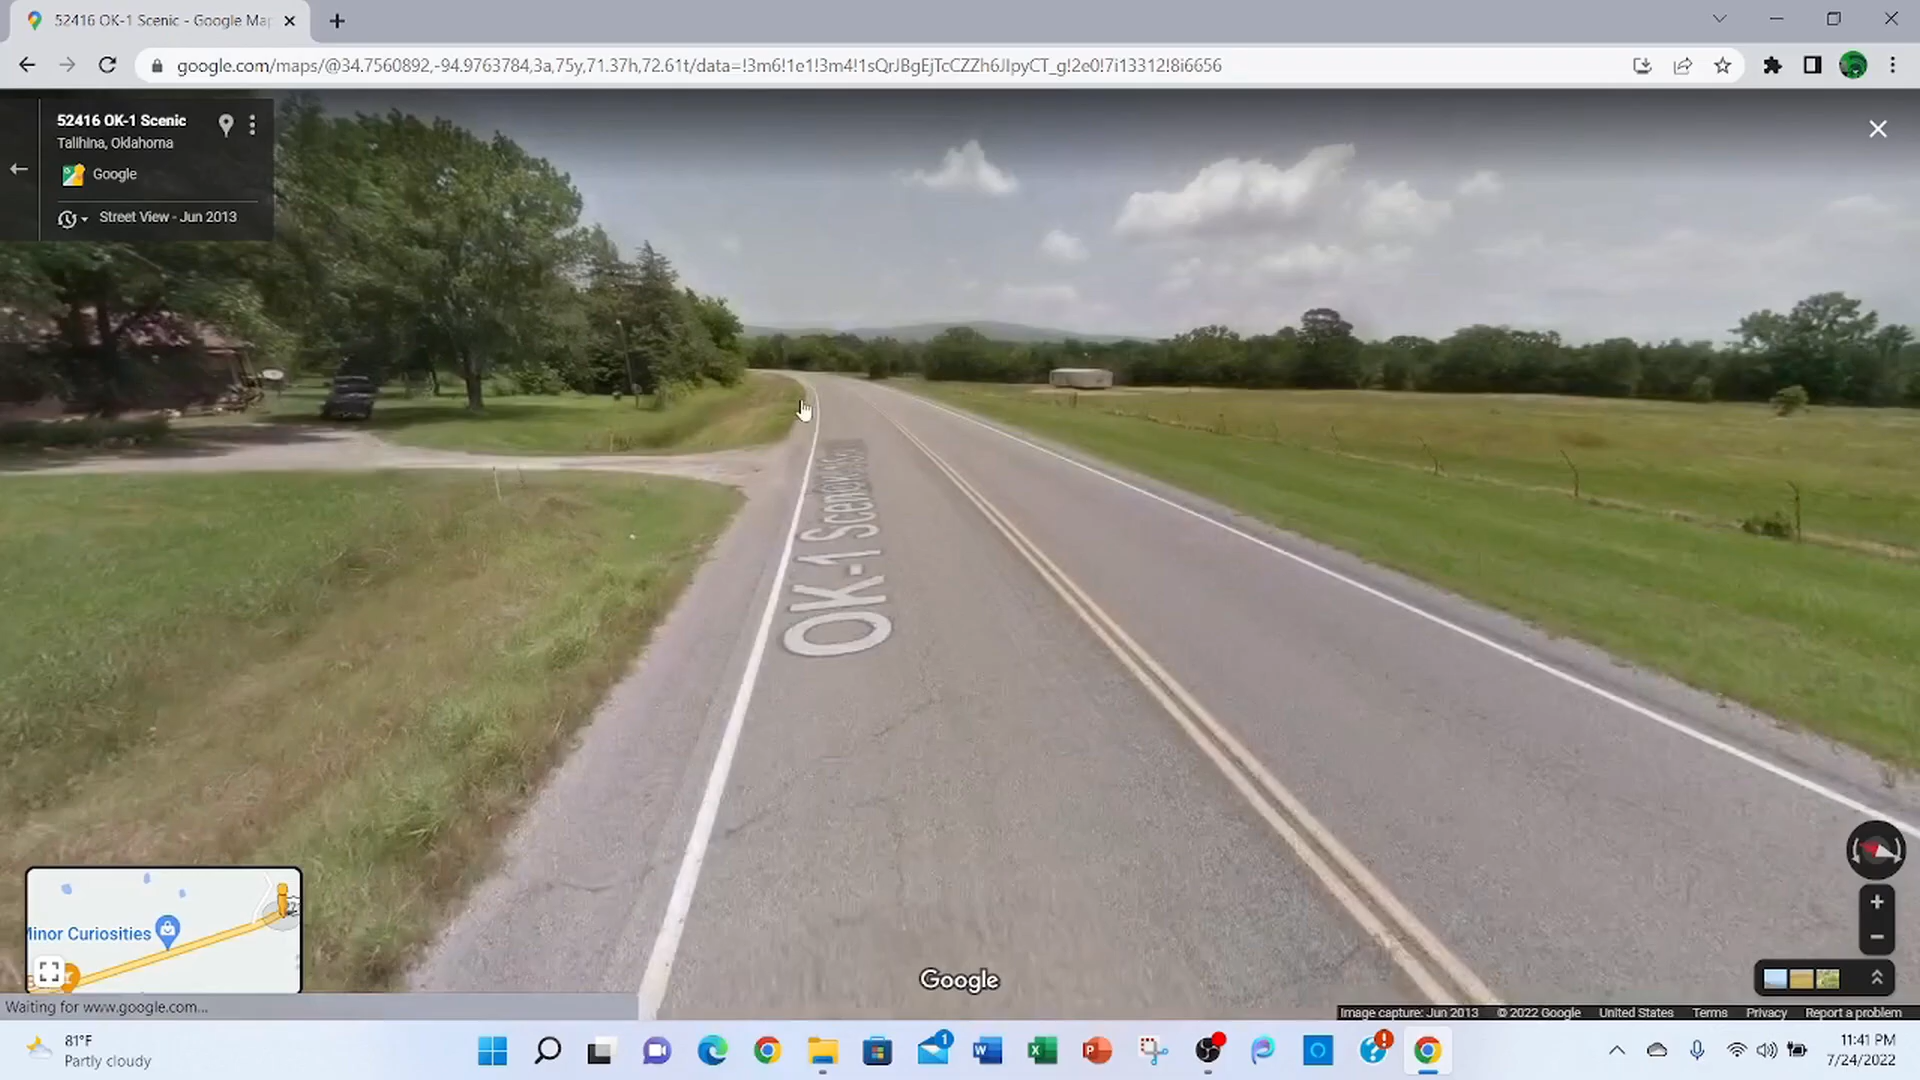 52416 OK-1 Scenic - Google Map
google.com/maps/@34.7560892,-94.9763784,3a,75y,71.37h,72.61t/data=!3m6!1e1!3m4!1sQrJBgEjTcCZZh6JIpyCT_g!2e0!7i13312!8i6656
52416 OK-1 Scenic
Talihina, Oklahoma
Google
Street View - Jun 2013
OK-1 Scenic
Minor Curiosities
Google
Waiting for www.google.com...
Image capture: Jun 2013 © 2022 Google United States Terms Privacy Report a problem
81°F
Partly cloudy
1
11:41 PM
7/24/2022